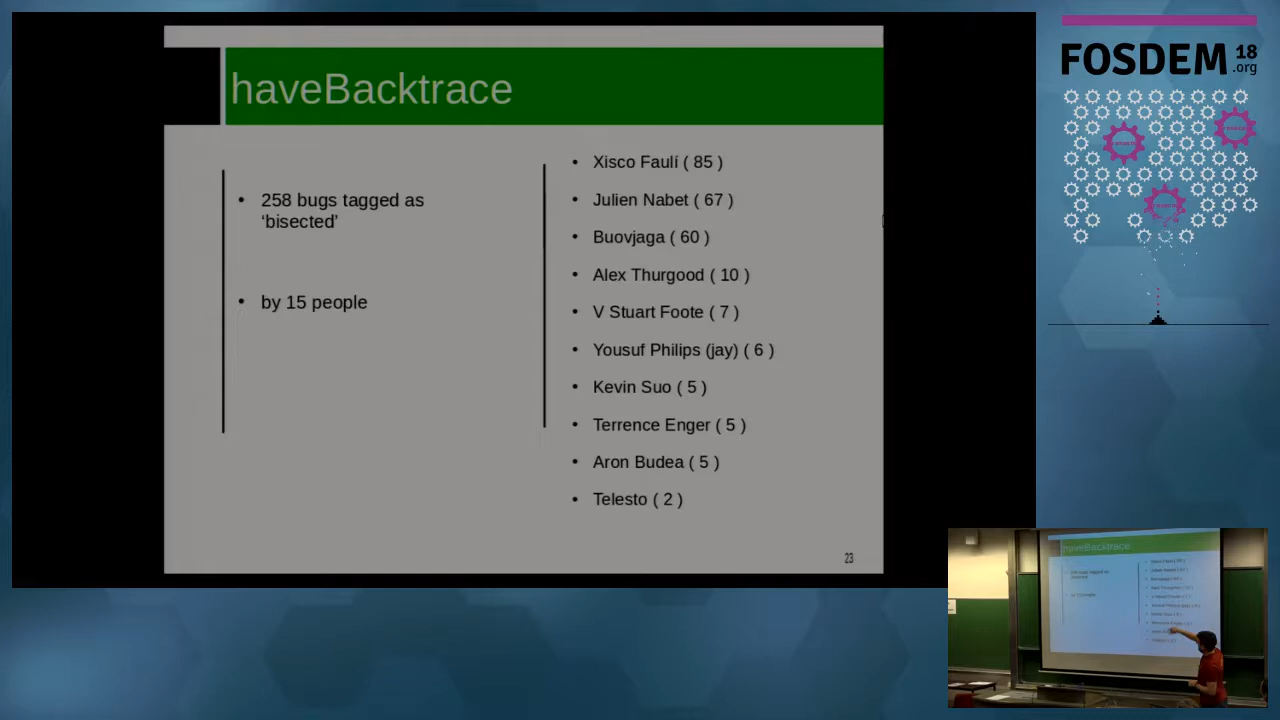 haveBacktrace
• 258 bugs tagged as
‘bisected’
• by 15 people
• Xisco Faulí ( 85 )
• Julien Nabet ( 67 )
• Buovjaga ( 60 )
• Alex Thurgood ( 10 )
• V Stuart Foote ( 7 )
• Yousuf Philips (jay) ( 6 )
• Kevin Suo ( 5 )
• Terrence Enger ( 5 )
• Aron Budea ( 5 )
• Telesto ( 2 )
23
FOSDEM 18
.org
haveBacktrace